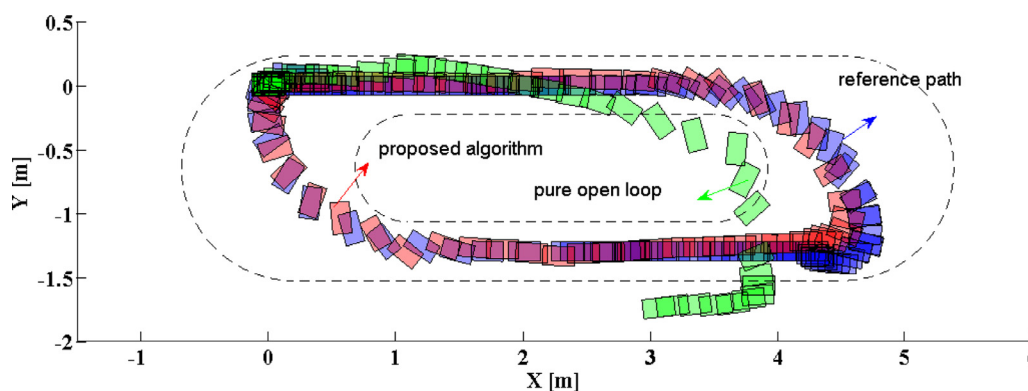 0.5
0
-0.5
-1
-1.5
-2
Y [m]
reference path
proposed algorithm
pure open loop
-1 0 1 2 3 4 5
X [m]